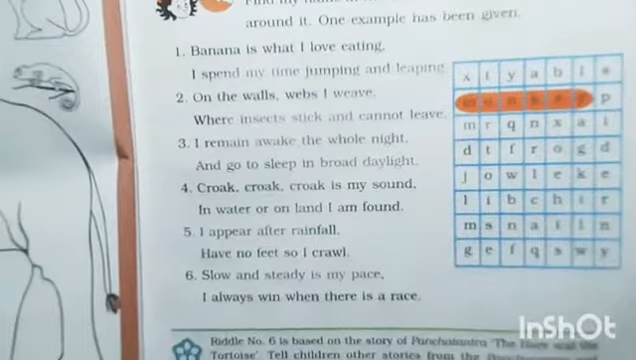 around it. One example has been given.
1. Banana is what I love eating.
I spend my time jumping and leaping.
2. On the walls, webs I weave.
Where insects stick and cannot leave.
3. I remain awake the whole night.
And go to sleep in broad daylight.
4. Croak, croak, croak is my sound,
In water or on land I am found.
5. I appear after rainfall.
Have no feet so I crawl.
6. Slow and steady is my pace,
I always win when there is a race.
x t y a b l s
m o n k e y p
m r q n x a i
d t f r o g d
j o w l e k e
l i b c h i r
m s n a i l n
g e f q s w y
Riddle No. 6 is based on the story of Panchatantra 'The Hare and the
Tortoise'. Tell children other stories from the
InShOt